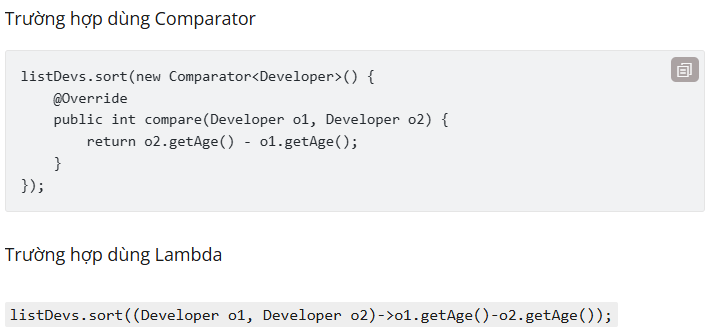 Trường hợp dùng Comparator
listDevs.sort(new Comparator<Developer>() {
    @Override
    public int compare(Developer o1, Developer o2) {
        return o2.getAge() - o1.getAge();
    }
});
Trường hợp dùng Lambda
listDevs.sort((Developer o1, Developer o2)->o1.getAge()-o2.getAge());